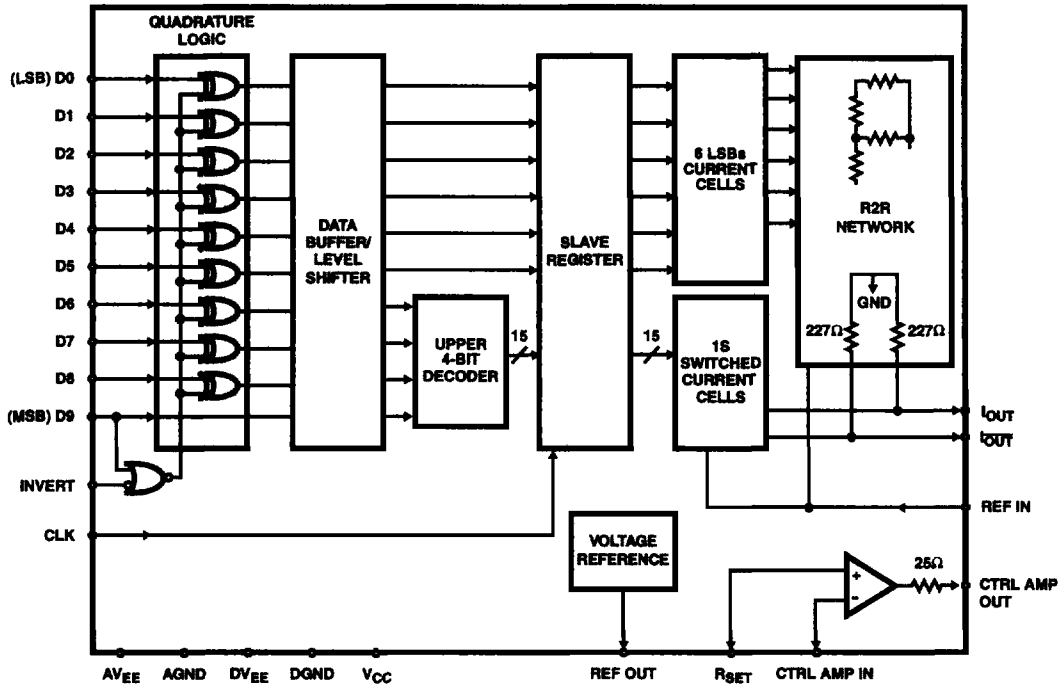 QUADRATURE
LOGIC
(LSB) D0
D1
D2
D3
D4
D5
D6
D7
D8
(MSB) D9
INVERT
CLK
DATA
BUFFER/
LEVEL
SHIFTER
UPPER
4-BIT
DECODER
15
SLAVE
REGISTER
15
6 LSBs
CURRENT
CELLS
1S
SWITCHED
CURRENT
CELLS
R2R
NETWORK
GND
227Ω
227Ω
IOUT
IOUT
REF IN
VOLTAGE
REFERENCE
+
-
25Ω
CTRL AMP
OUT
AVEE
AGND
DVEE
DGND
VCC
REF OUT
RSET
CTRL AMP IN